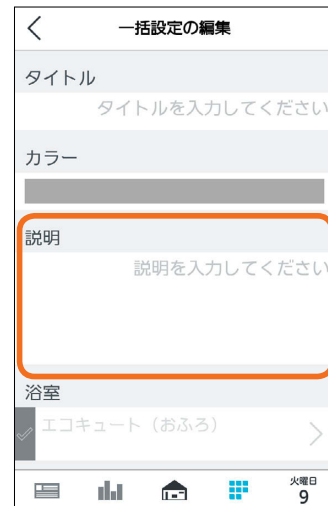 一括設定の編集
タイトル
タイトルを入力してください
カラー
説明
説明を入力してください
浴室
エコキュート（おふろ）
火曜日
9